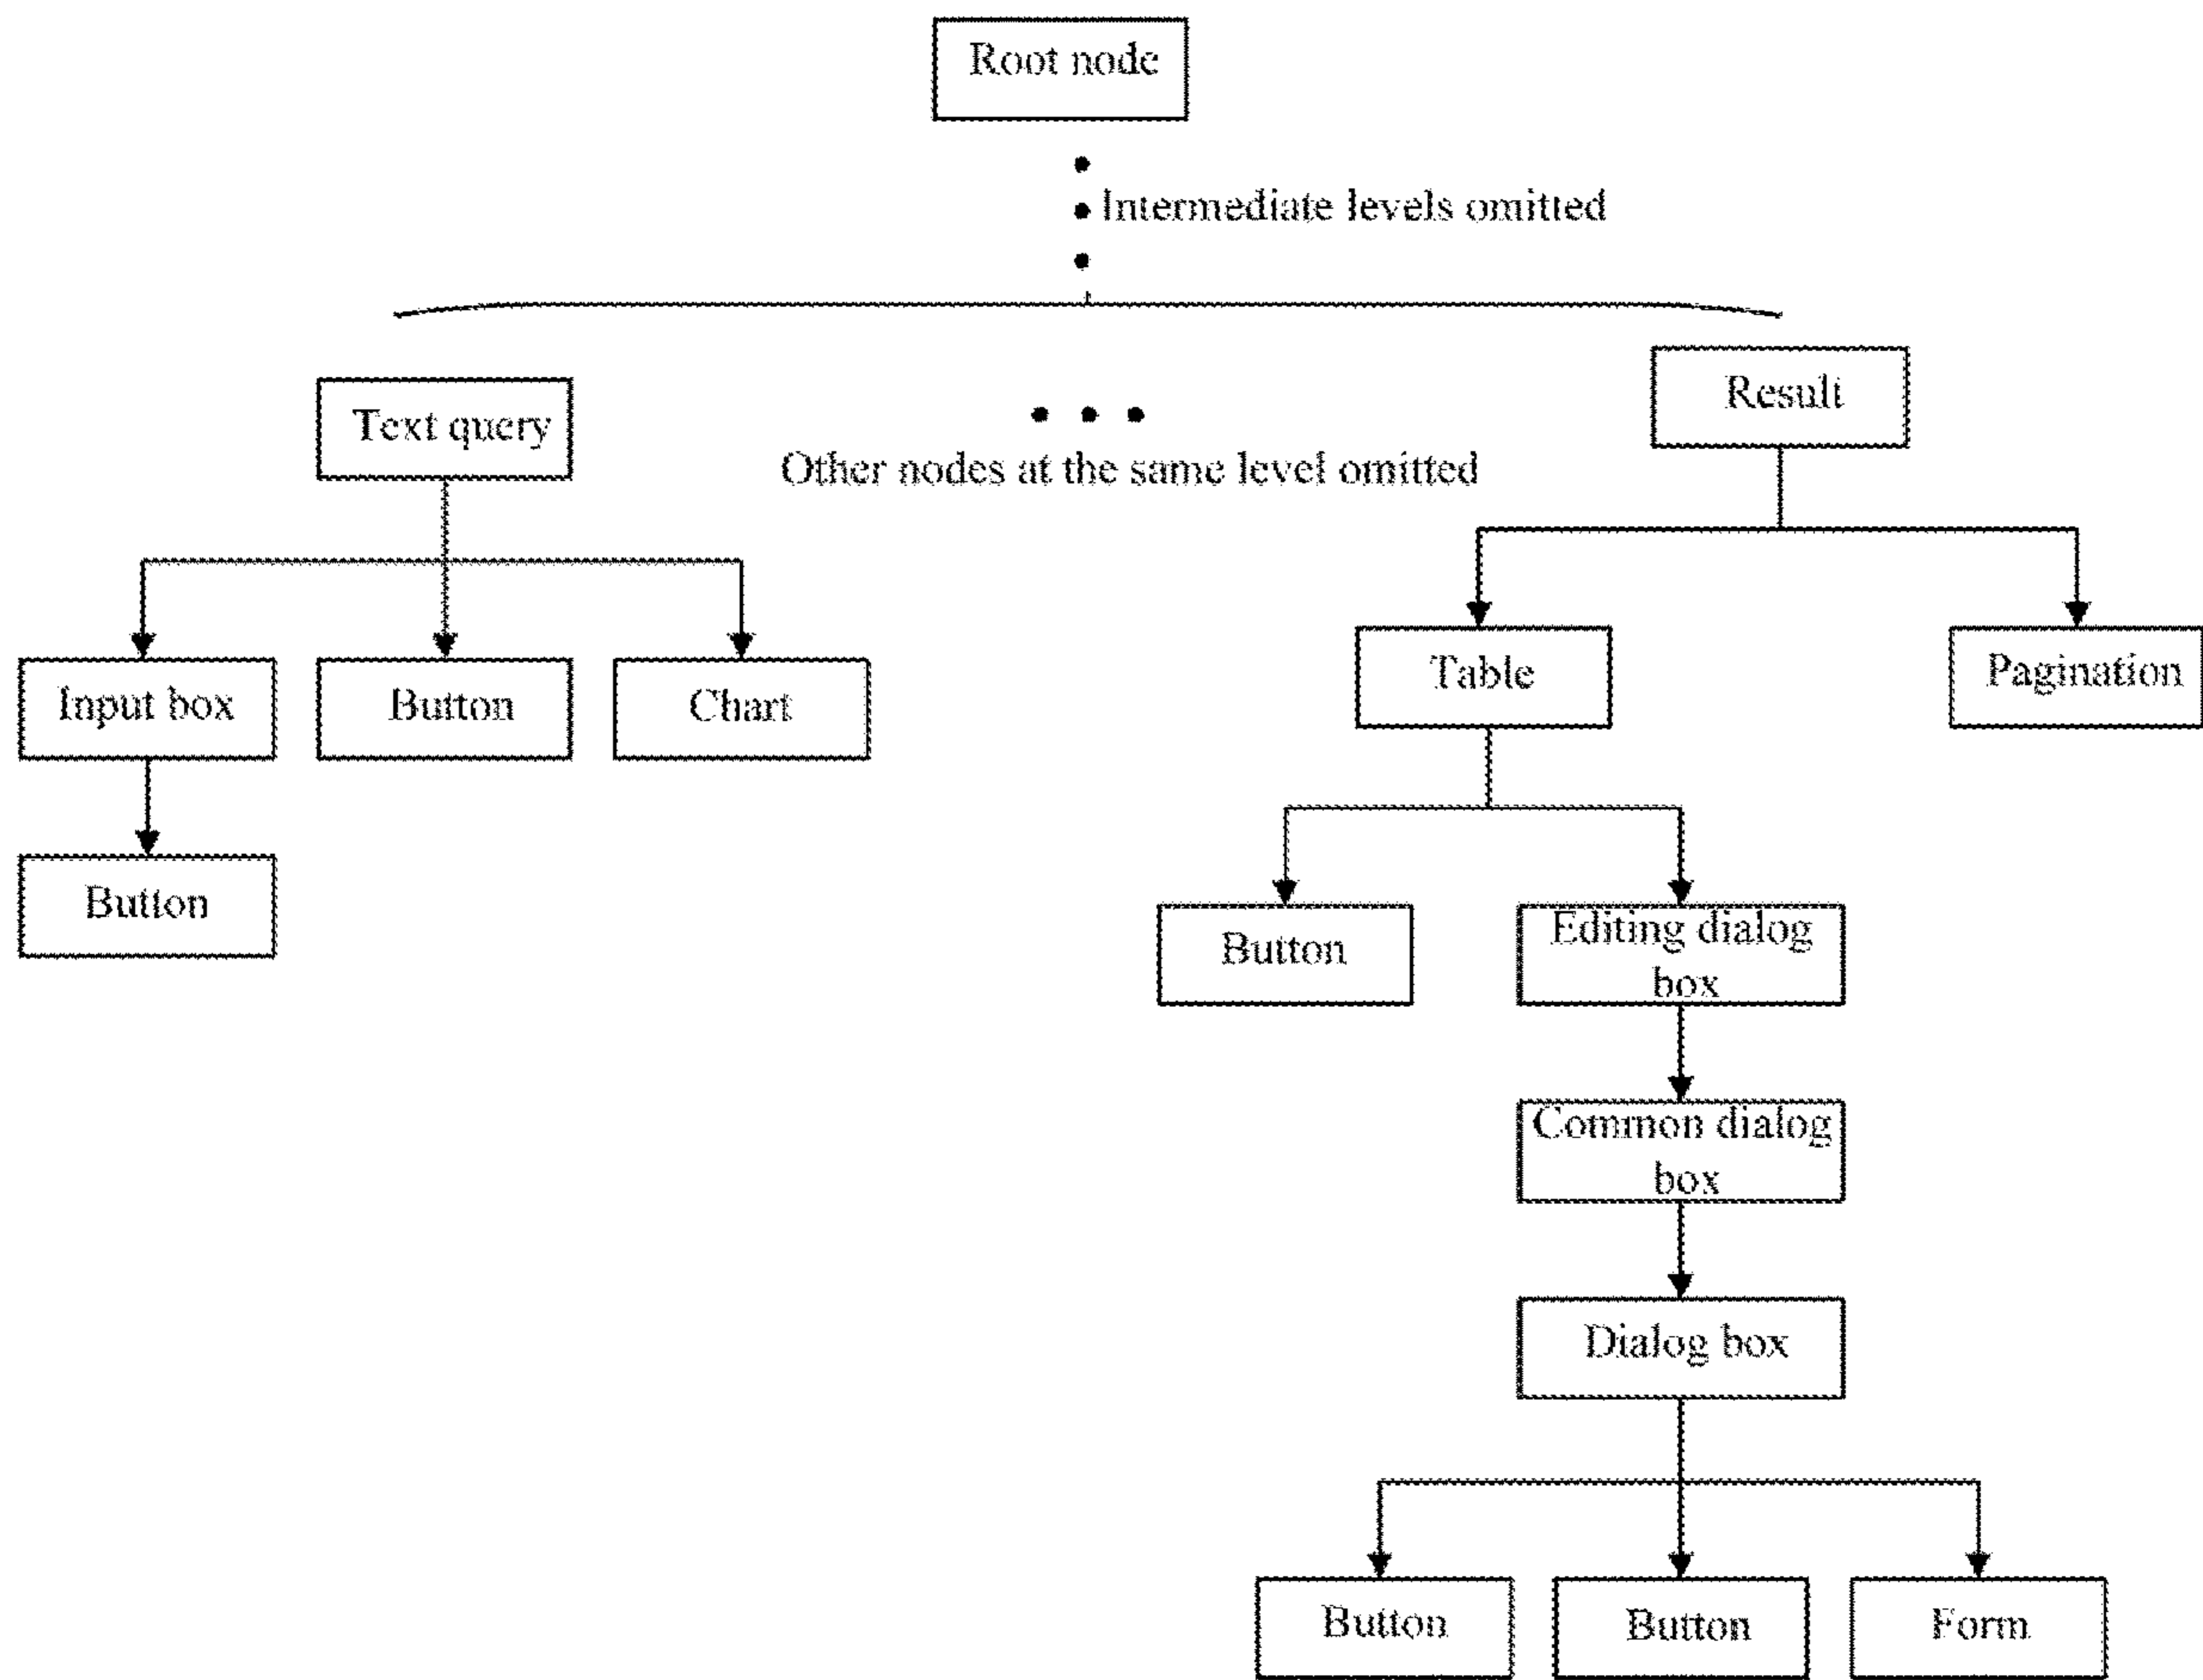 Root node
Intermediate levels omitted
Text query
Result
Other nodes at the same level omitted
Input box
Button
Chart
Table
Pagination
Button
Button
Editing dialog
box
Common dialog
box
Dialog box
Button
Button
Form